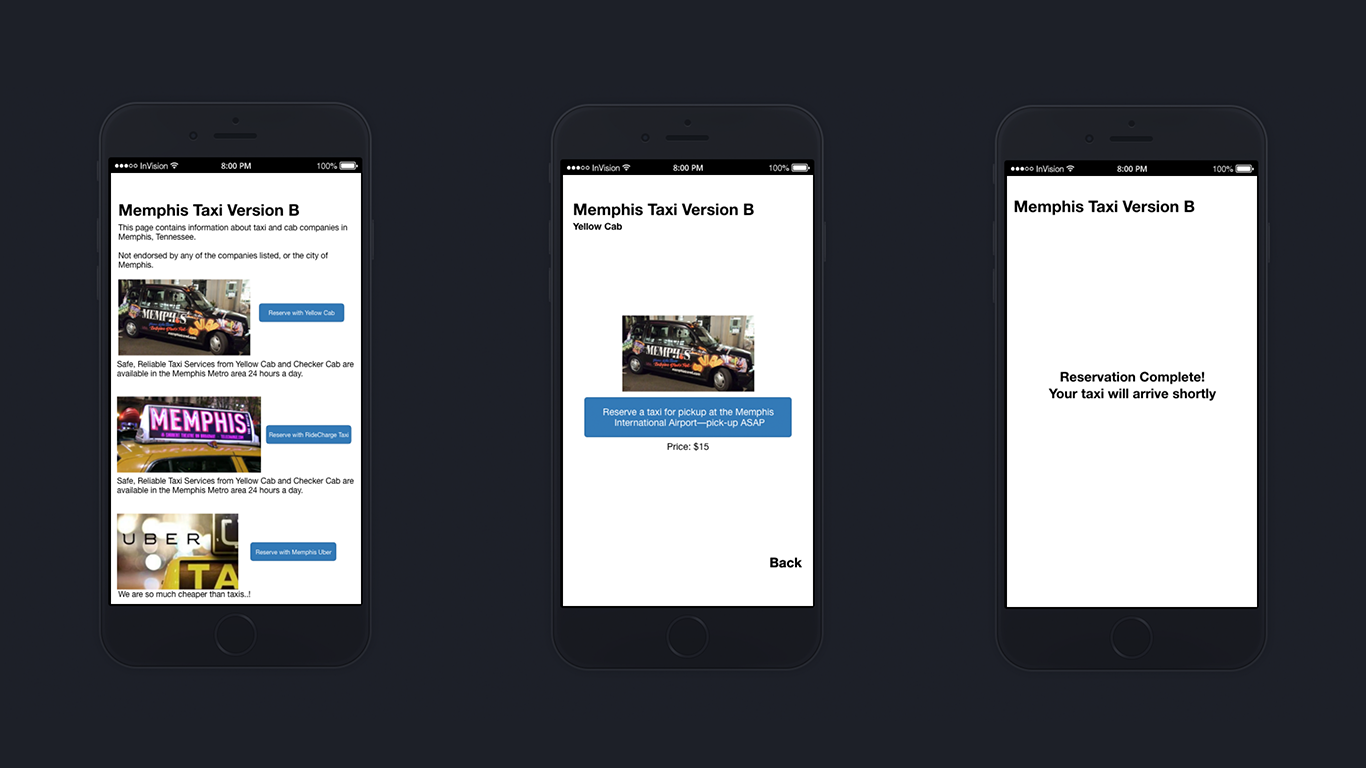 ●●●○○ InVision 8:00 PM 100%
Memphis Taxi Version B
This page contains information about taxi and cab companies in
Memphis, Tennessee.
Not endorsed by any of the companies listed, or the city of
Memphis.
MEMPHIS
Reserve with Yellow Cab
Safe, Reliable Taxi Services from Yellow Cab and Checker Cab are
available in the Memphis Metro area 24 hours a day.
MEMPHIS
Reserve with RideCharge Taxi
Safe, Reliable Taxi Services from Yellow Cab and Checker Cab are
available in the Memphis Metro area 24 hours a day.
UBER
TA
Reserve with Memphis Uber
We are so much cheaper than taxis..!
●●●○○ InVision 8:00 PM 100%
Memphis Taxi Version B
Yellow Cab
MEMPHIS
Reserve a taxi for pickup at the Memphis
International Airport—pick-up ASAP
Price: $15
Back
●●●○○ InVision 8:00 PM 100%
Memphis Taxi Version B
Reservation Complete!
Your taxi will arrive shortly